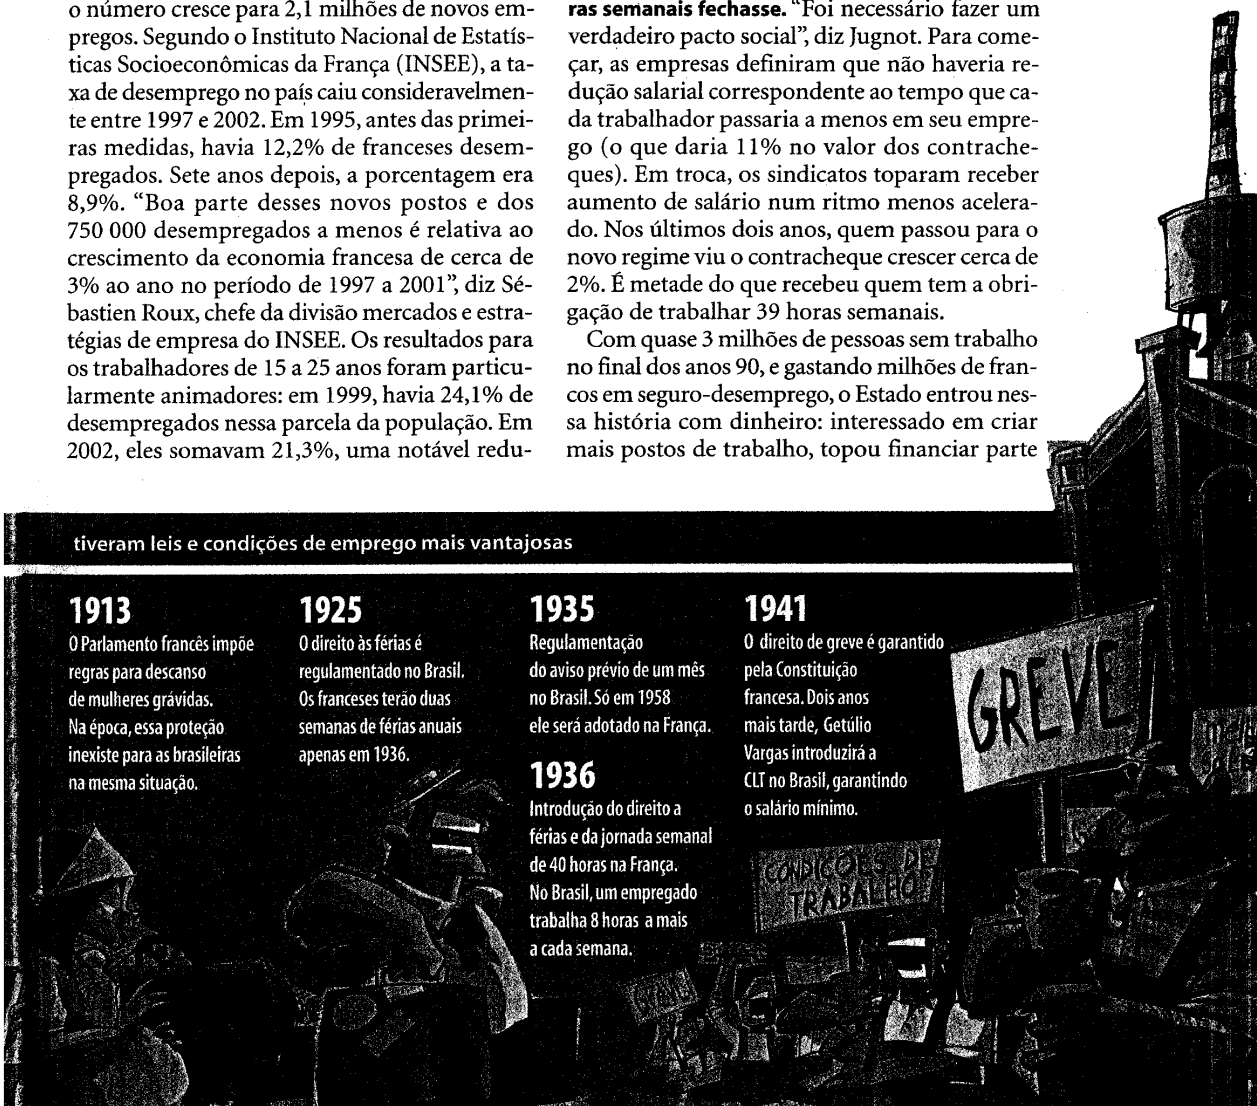 o número cresce para 2,1 milhões de novos em-
pregos. Segundo o Instituto Nacional de Estatís-
ticas Socioeconômicas da França (INSEE), a ta-
xa de desemprego no país caiu consideravelmen-
te entre 1997 e 2002. Em 1995, antes das primei-
ras medidas, havia 12,2% de franceses desem-
pregados. Sete anos depois, a porcentagem era
8,9%. “Boa parte desses novos postos e dos
750 000 desempregados a menos é relativa ao
crescimento da economia francesa de cerca de
3% ao ano no período de 1997 a 2001”, diz Sé-
bastien Roux, chefe da divisão mercados e estra-
tégias de empresa do INSEE. Os resultados para
os trabalhadores de 15 a 25 anos foram particu-
larmente animadores: em 1999, havia 24,1% de
desempregados nessa parcela da população. Em
2002, eles somavam 21,3%, uma notável redu-
ras semanais fechasse. “Foi necessário fazer um
verdadeiro pacto social”, diz Jugnot. Para come-
çar, as empresas definiram que não haveria re-
dução salarial correspondente ao tempo que ca-
da trabalhador passaria a menos em seu empre-
go (o que daria 11% no valor dos contrache-
ques). Em troca, os sindicatos toparam receber
aumento de salário num ritmo menos acelera-
do. Nos últimos dois anos, quem passou para o
novo regime viu o contracheque crescer cerca de
2%. É metade do que recebeu quem tem a obri-
gação de trabalhar 39 horas semanais.
Com quase 3 milhões de pessoas sem trabalho
no final dos anos 90, e gastando milhões de fran-
cos em seguro-desemprego, o Estado entrou nes-
sa história com dinheiro: interessado em criar
mais postos de trabalho, topou financiar parte
tiveram leis e condições de emprego mais vantajosas
1913
O Parlamento francês impõe
regras para descanso
de mulheres grávidas.
Na época, essa proteção
inexiste para as brasileiras
na mesma situação.
1925
O direito às férias é
regulamentado no Brasil.
Os franceses terão duas
semanas de férias anuais
apenas em 1936.
1935
Regulamentação
do aviso prévio de um mês
no Brasil. Só em 1958
ele será adotado na França.
1936
Introdução do direito a
férias e da jornada semanal
de 40 horas na França.
No Brasil, um empregado
trabalha 8 horas a mais
a cada semana.
1941
O direito de greve é garantido
pela Constituição
francesa. Dois anos
mais tarde, Getúlio
Vargas introduzirá a
CLT no Brasil, garantindo
o salário mínimo.
GREVE
CONDIÇÕES DE
TRABALHO!